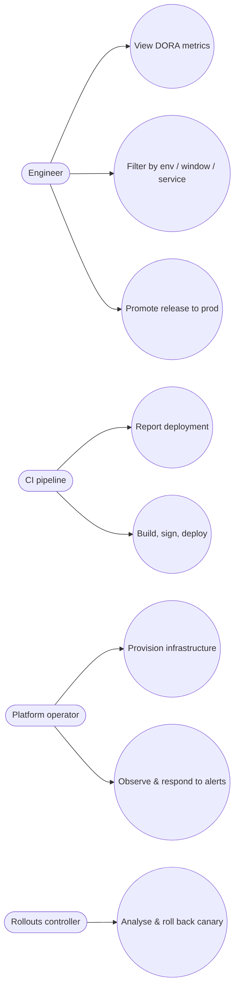 View DORA metrics
Engineer
Filter by env / window /
service
Promote release to prod
Report deployment
CI pipeline
Build, sign, deploy
Provision infrastructure
Platform operator
Observe & respond to alerts
Rollouts controller
Analyse & roll back canary